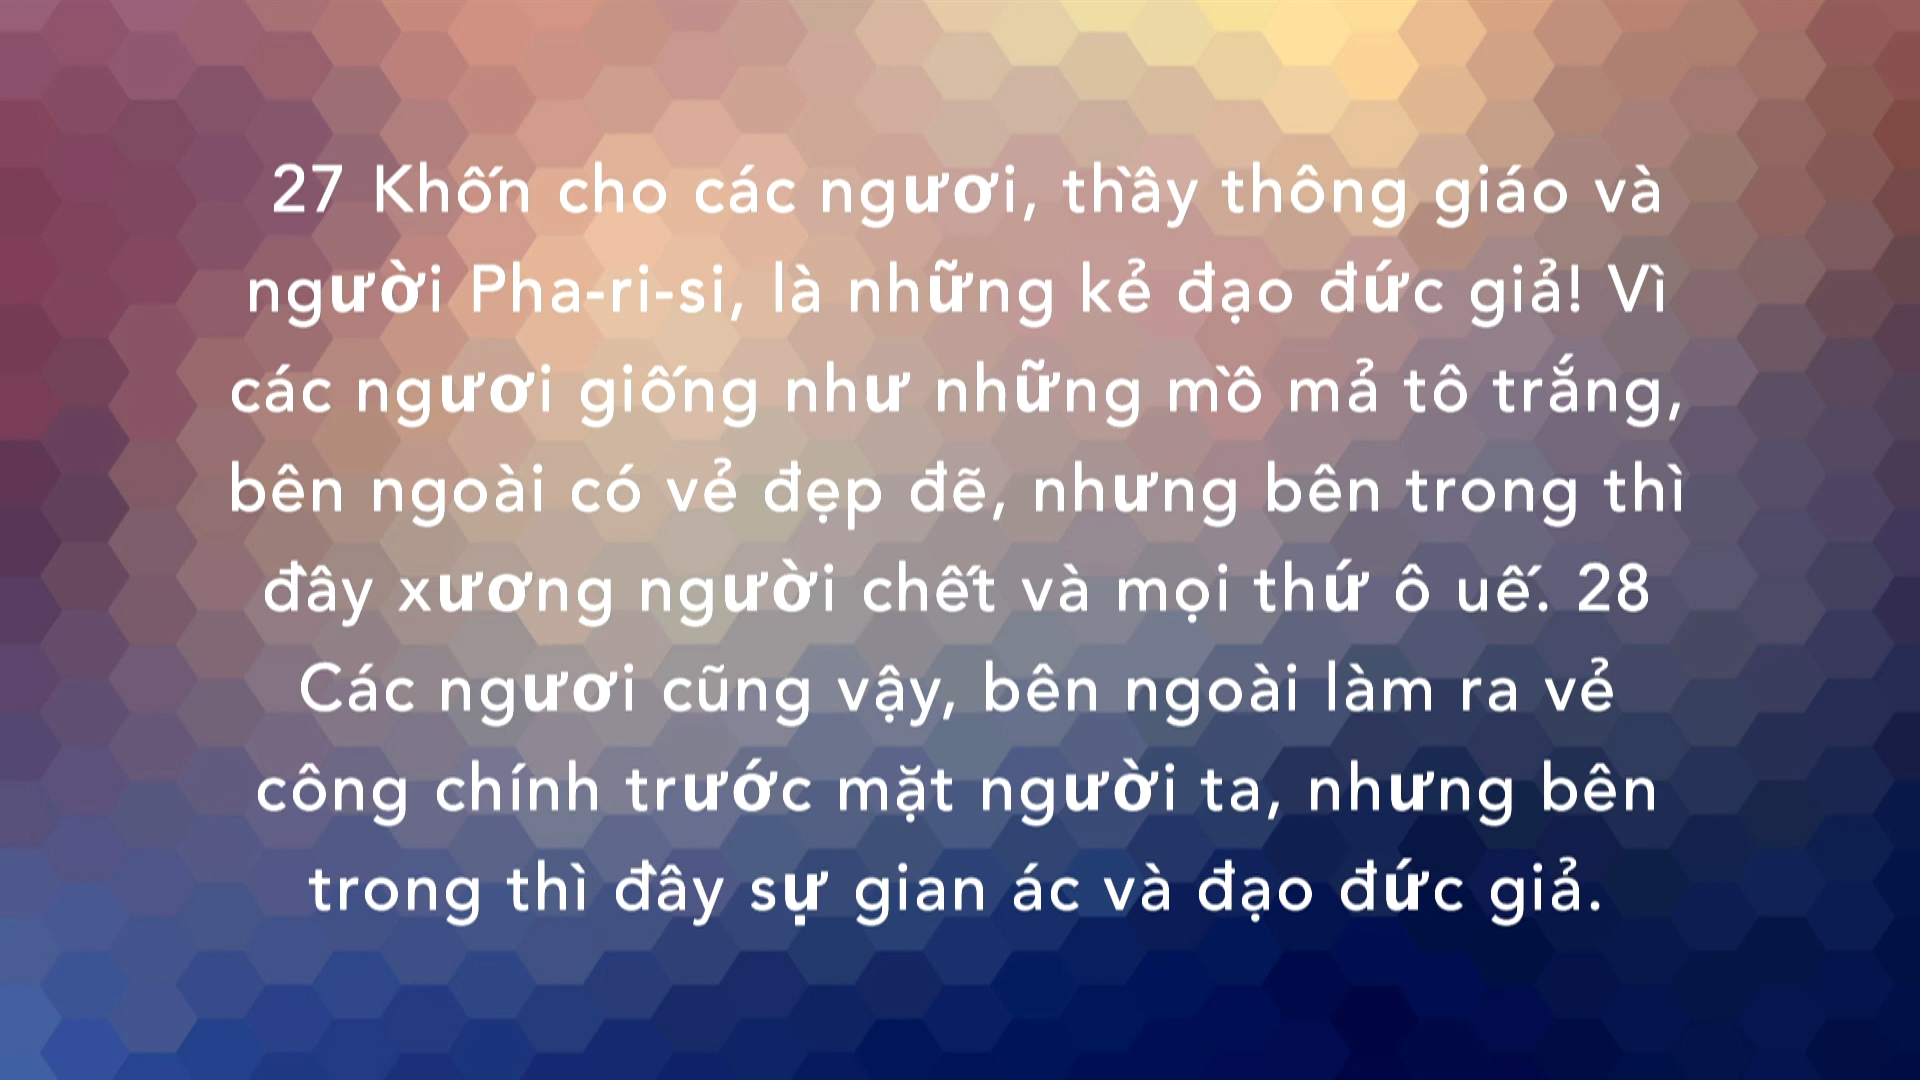 27 Khốn cho các ngươi, thầy thông giáo và
người Pha-ri-si, là những kẻ đạo đức giả! Vì
các ngươi giống như những mồ mả tô trắng,
bên ngoài có vẻ đẹp đẽ, nhưng bên trong thì
đầy xương người chết và mọi thứ ô uế. 28
Các ngươi cũng vậy, bên ngoài làm ra vẻ
công chính trước mặt người ta, nhưng bên
trong thì đầy sự gian ác và đạo đức giả.